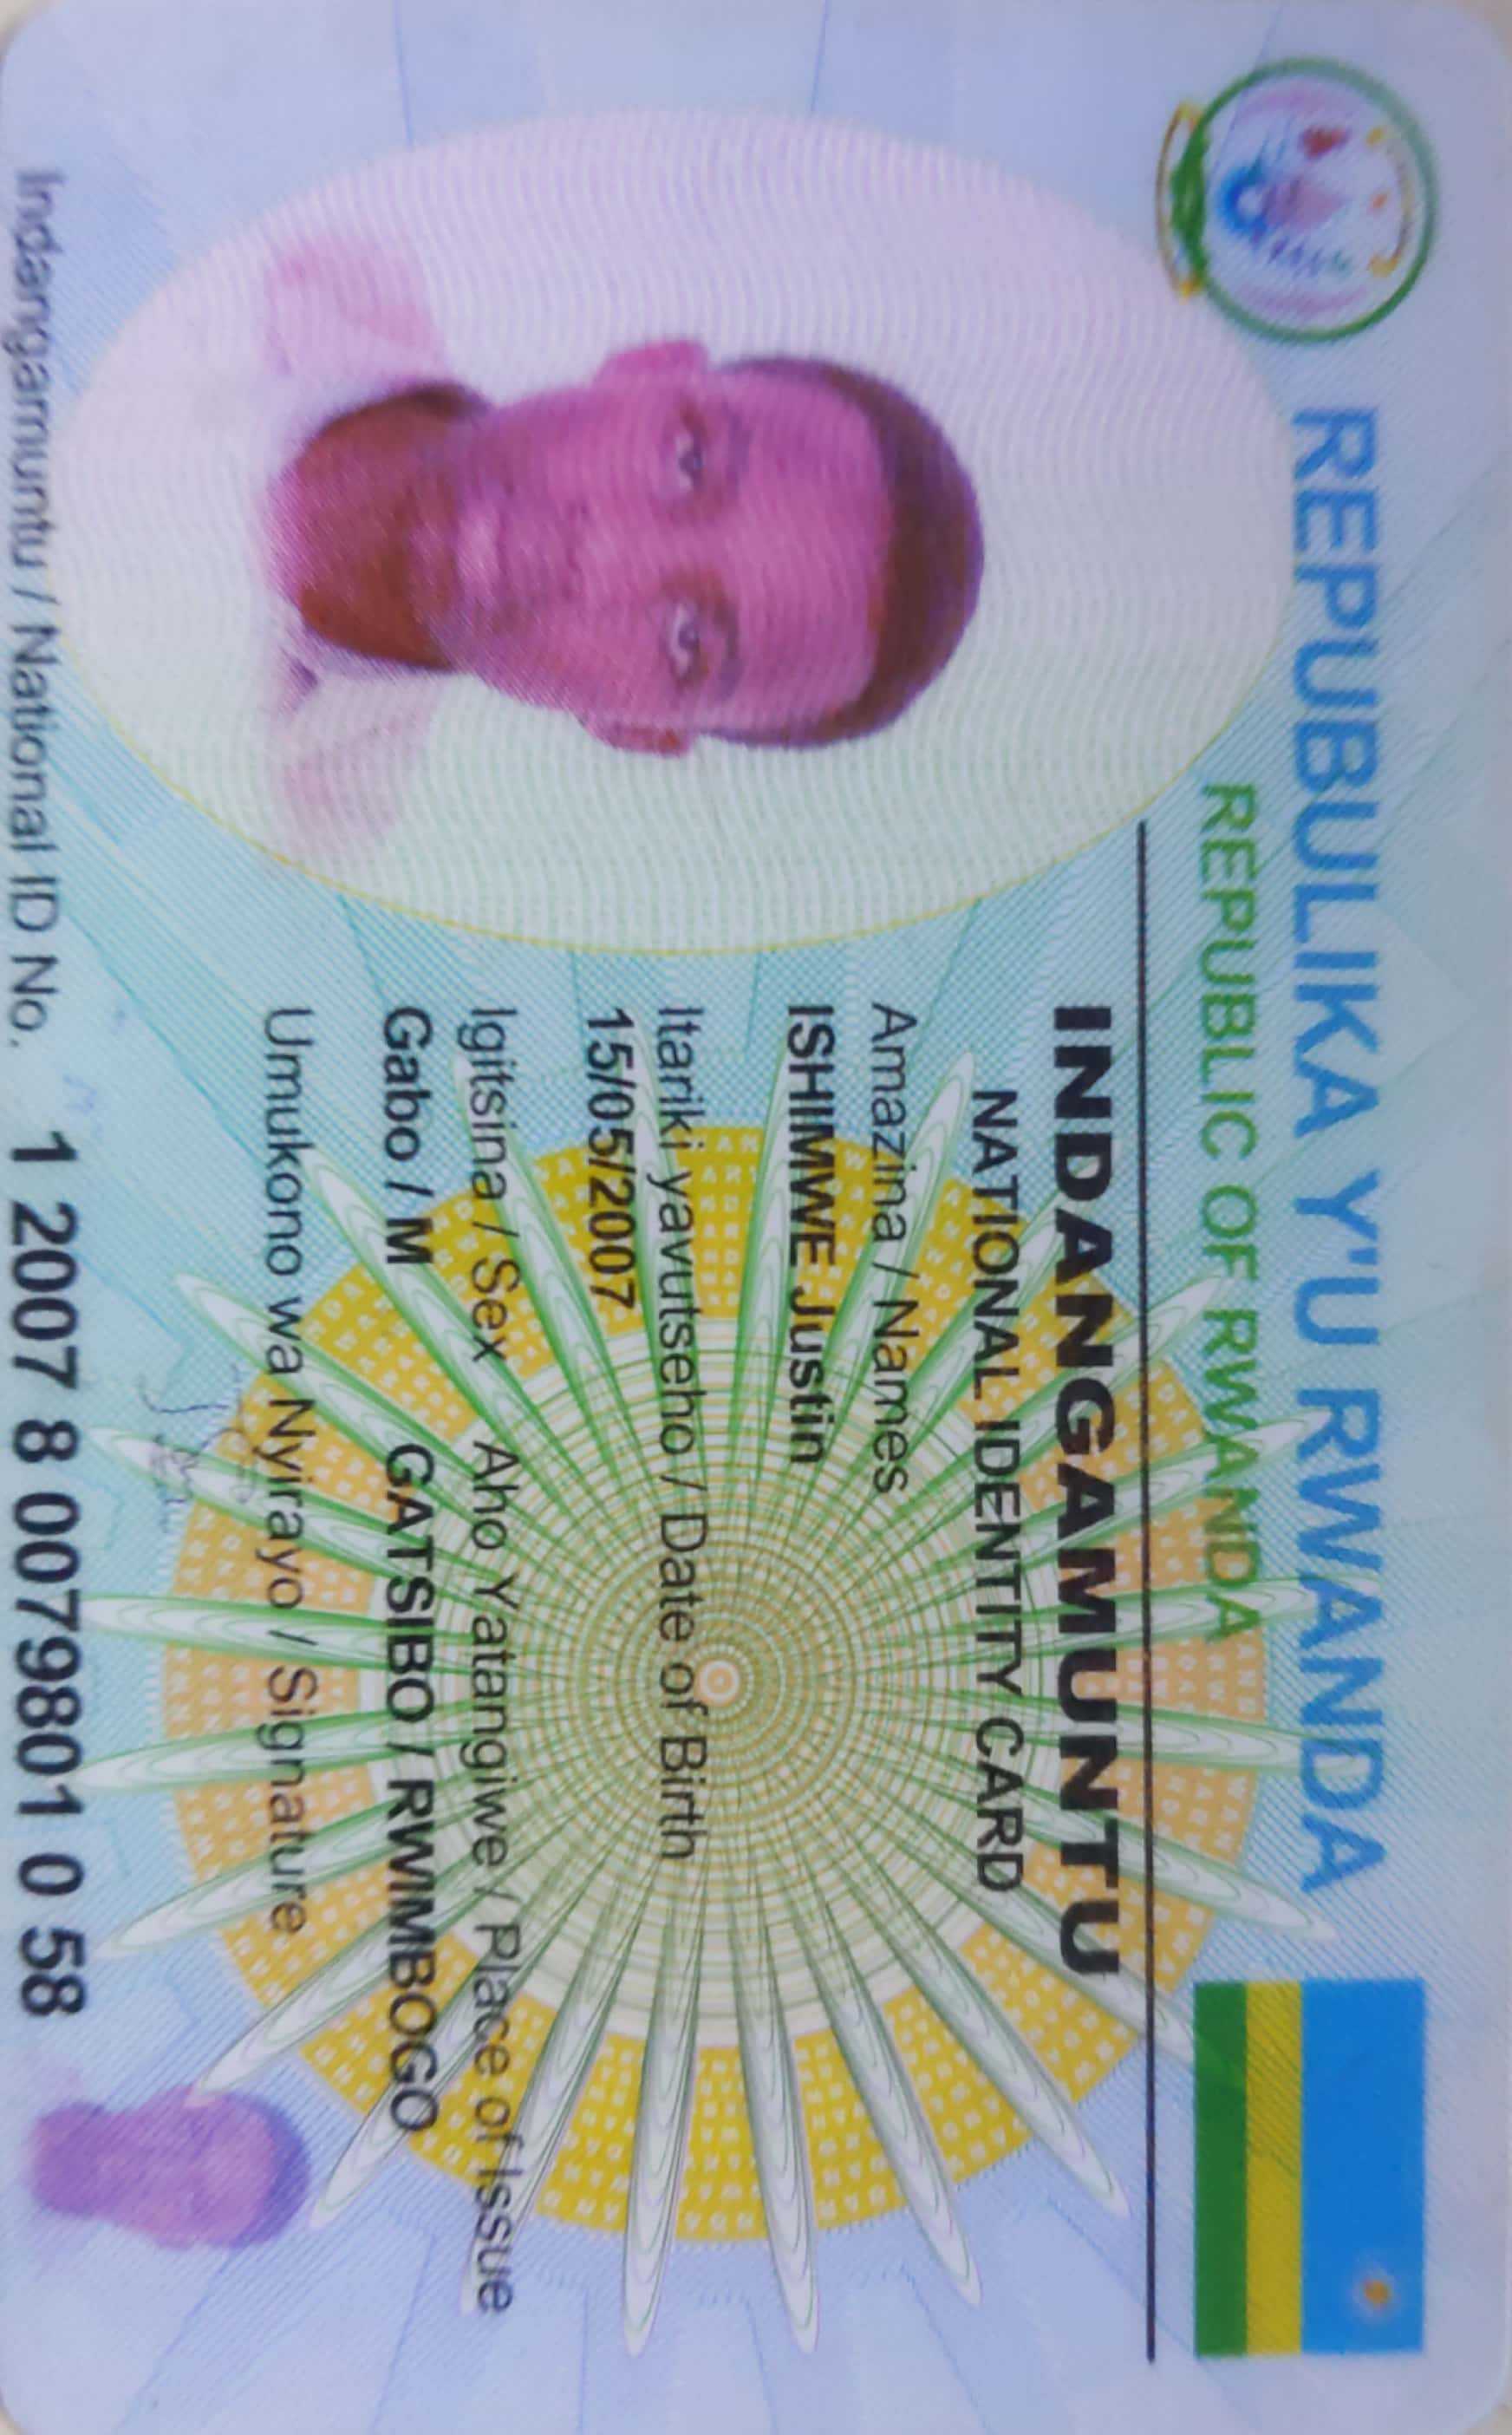 REPUBULIKA Y'U RWANDA
REPUBLIC OF RWANDA
INDANGAMUNTU
NATIONAL IDENTITY CARD
Amazina / Names
ISHIMWE Justin
Itariki yavutseho / Date of Birth
15/05/2007
Igitsina / Sex Aho Yatangiwe / Place of Issue
Gabo / M GATSIBO / RWIMBOGO
Umukono wa Nyirayo / Signature
Indangamuntu / National ID No. 1 2007 8 0079801 0 58